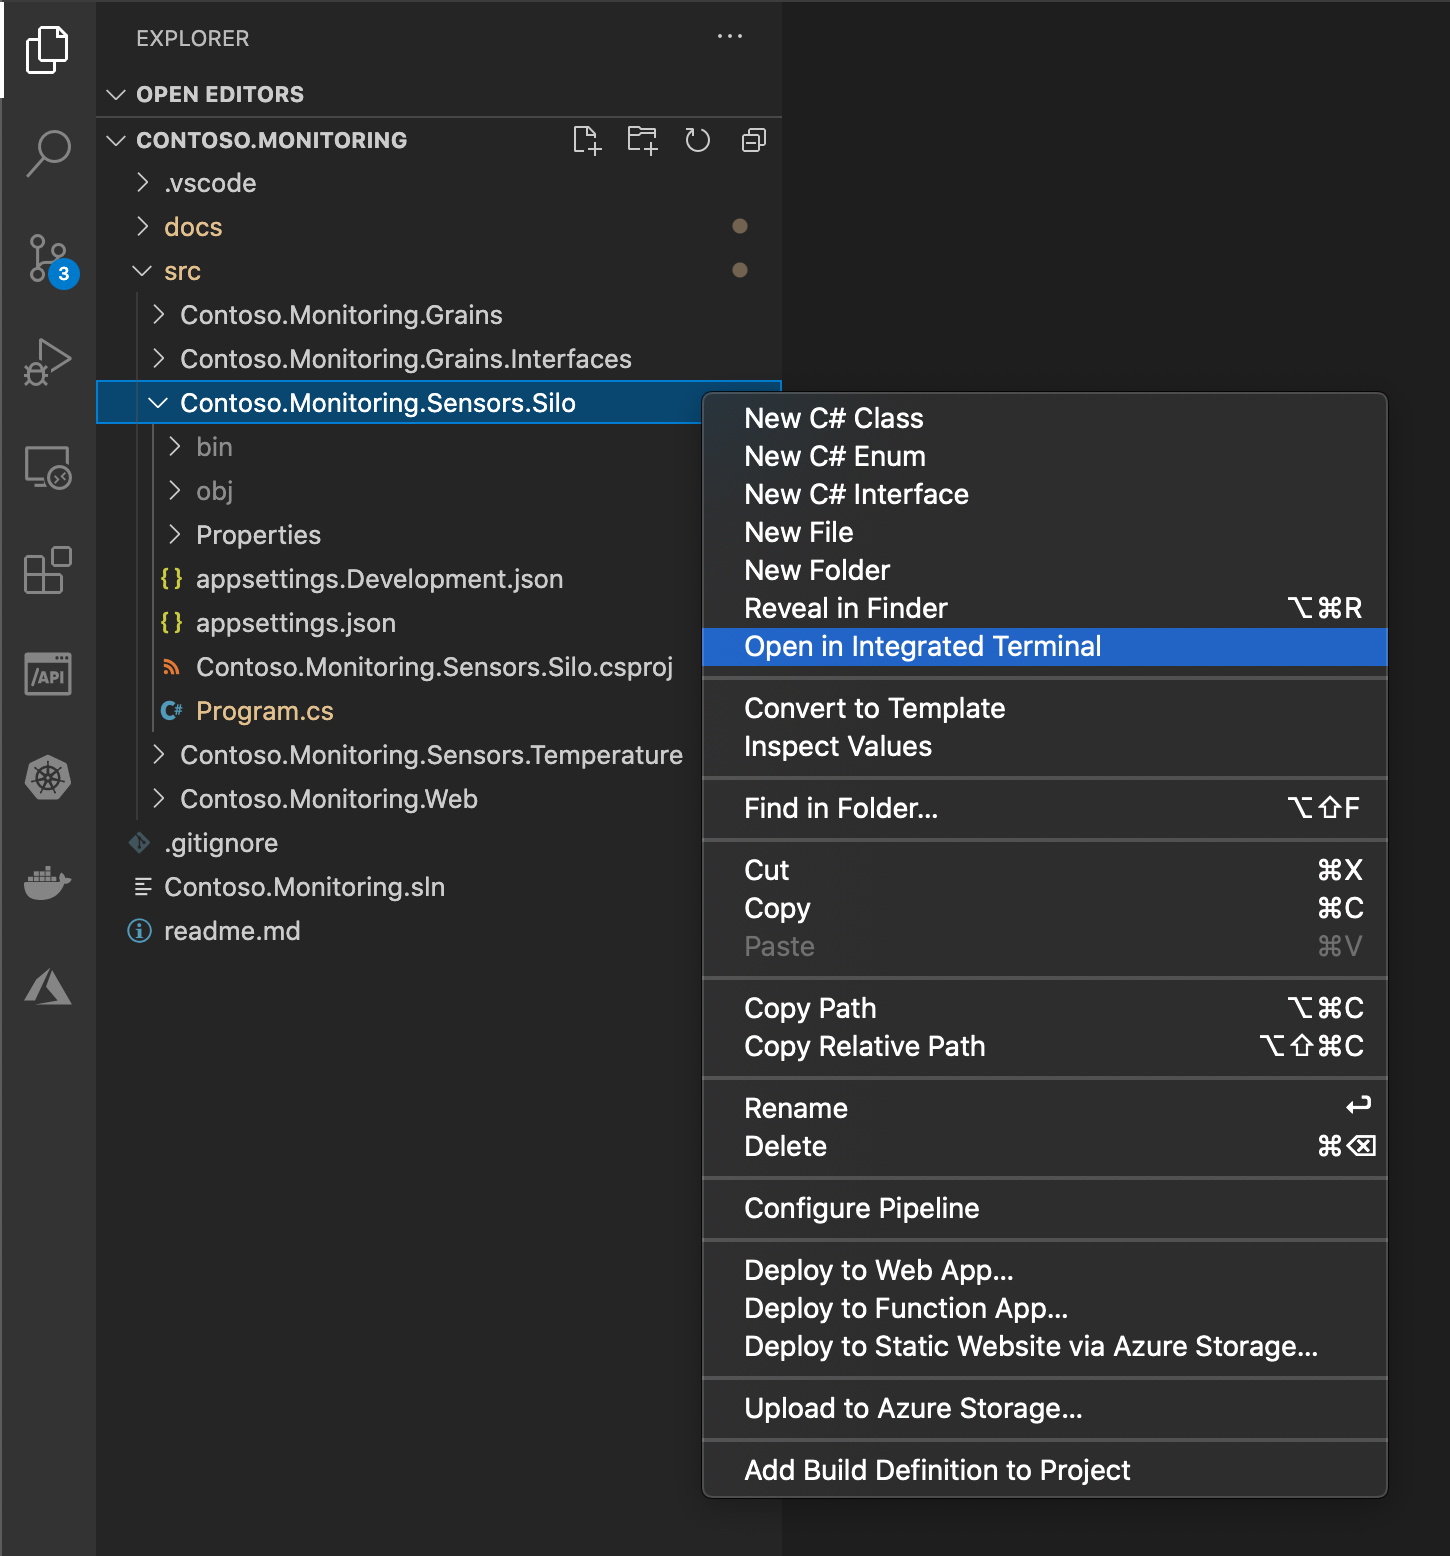 EXPLORER
OPEN EDITORS
CONTOSO.MONITORING
.vscode
docs
src
3
Contoso.Monitoring.Grains
Contoso.Monitoring.Grains.Interfaces
Contoso.Monitoring.Sensors.Silo
bin
obj
Properties
{} appsettings.Development.json
{} appsettings.json
Contoso.Monitoring.Sensors.Silo.csproj
/API
C# Program.cs
Contoso.Monitoring.Sensors.Temperature
Contoso.Monitoring.Web
.gitignore
Contoso.Monitoring.sln
readme.md
New C# Class
New C# Enum
New C# Interface
New File
New Folder
Reveal in Finder ⌥⌘R
Open in Integrated Terminal
Convert to Template
Inspect Values
Find in Folder... ⌥⇧F
Cut ⌘X
Copy ⌘C
Paste ⌘V
Copy Path ⌥⌘C
Copy Relative Path ⌥⇧⌘C
Rename ↩
Delete ⌘⌫
Configure Pipeline
Deploy to Web App...
Deploy to Function App...
Deploy to Static Website via Azure Storage...
Upload to Azure Storage...
Add Build Definition to Project